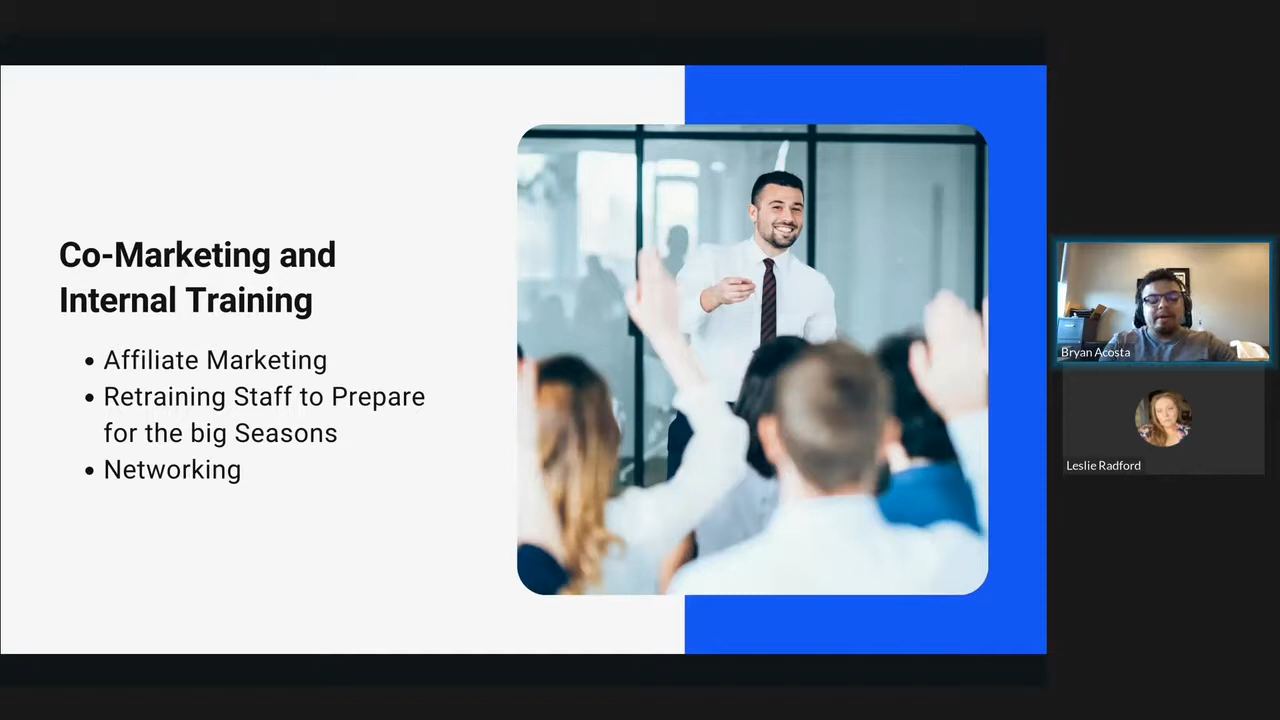 Co-Marketing and
Internal Training
• Affiliate Marketing
• Retraining Staff to Prepare
for the big Seasons
• Networking
Bryan Acosta
Leslie Radford